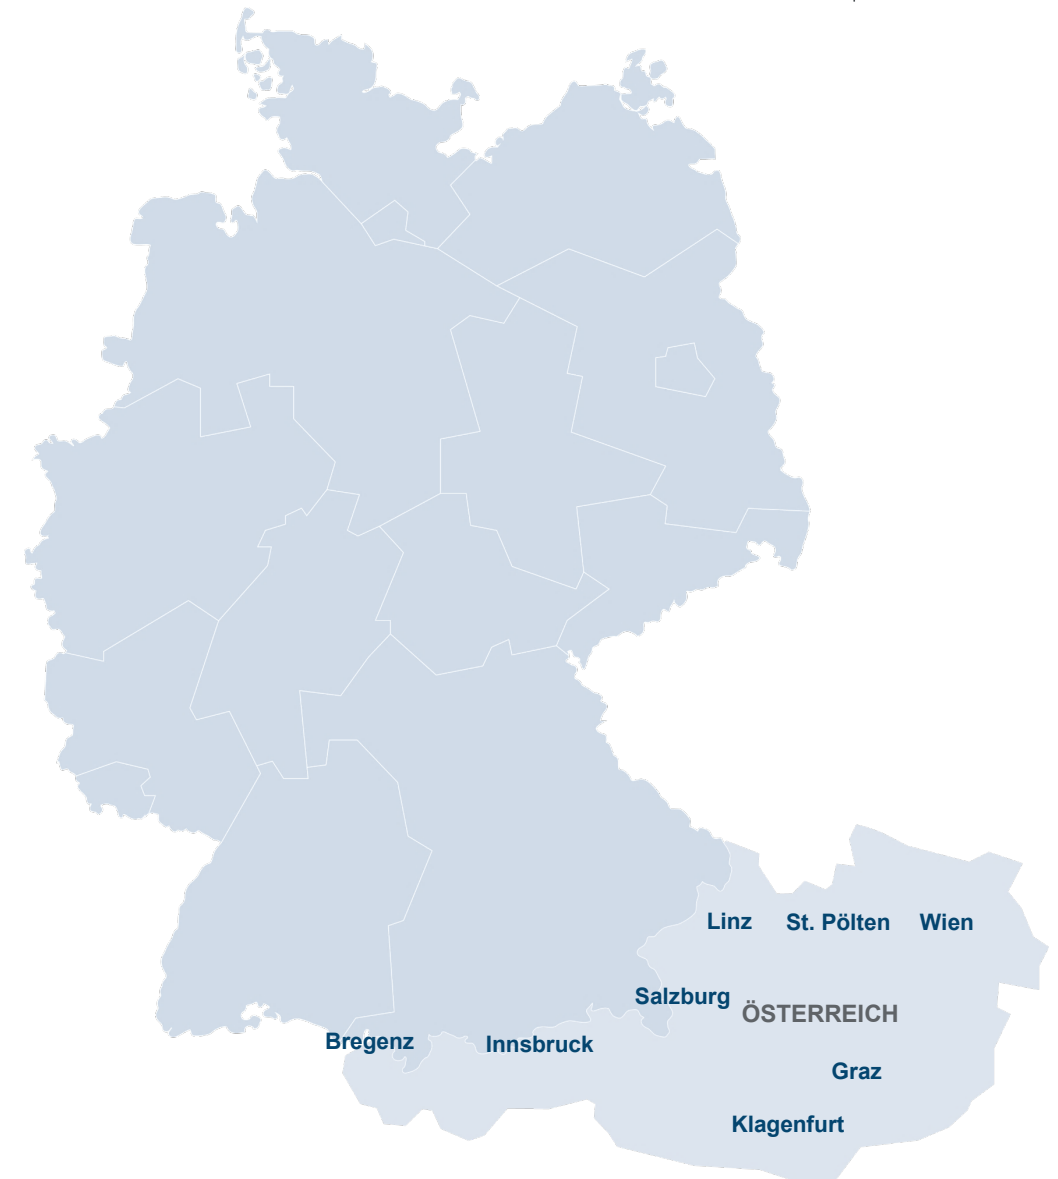 Linz St. Pölten Wien
Salzburg
ÖSTERREICH
Bregenz Innsbruck
Graz
Klagenfurt